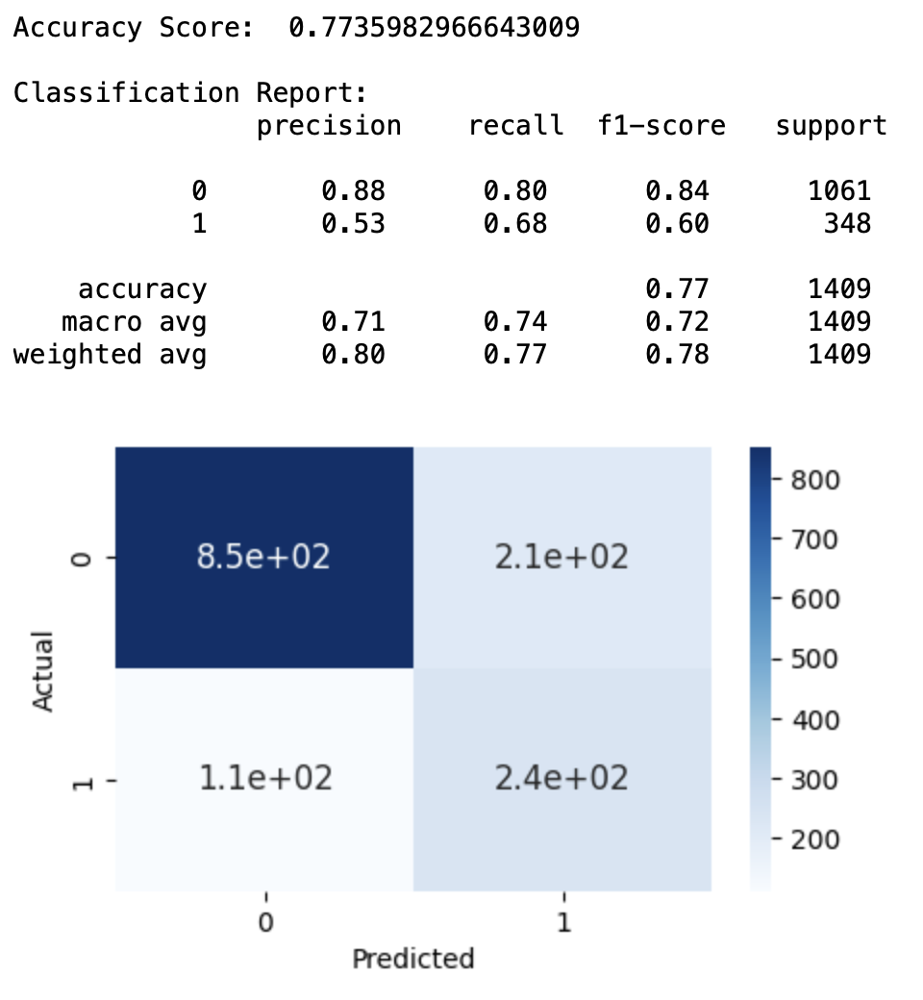 Accuracy Score:  0.7735982966643009
Classification Report:
precision recall f1-score support
0 0.88 0.80 0.84 1061
1 0.53 0.68 0.60 348
accuracy 0.77 1409
macro avg 0.71 0.74 0.72 1409
weighted avg 0.80 0.77 0.78 1409
Actual
0
1
8.5e+02 2.1e+02
1.1e+02 2.4e+02
0 1
Predicted
800
700
600
500
400
300
200